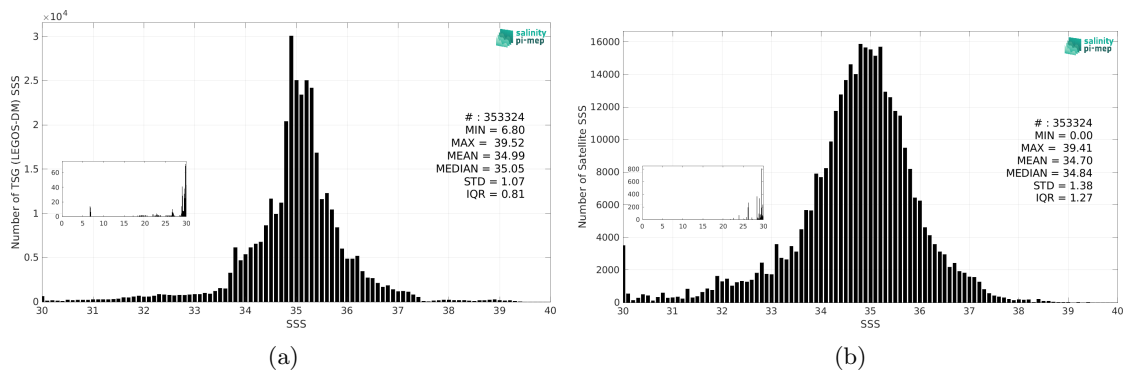 ×10⁴
3
2.5
2
1.5
1
0.5
0
Number of TSG (LEGOS-DM) SSS
salinity
pi-mep
# : 353324
MIN = 6.80
MAX = 39.52
MEAN = 34.99
MEDIAN = 35.05
STD = 1.07
IQR = 0.81
60
40
20
0
0 5 10 15 20 25 30
30 31 32 33 34 35 36 37 38 39 40
SSS
(a)
16000
14000
12000
10000
8000
6000
4000
2000
0
Number of Satellite SSS
salinity
pi-mep
# : 353324
MIN = 0.00
MAX = 39.41
MEAN = 34.70
MEDIAN = 34.84
STD = 1.38
IQR = 1.27
800
600
400
200
0
0 5 10 15 20 25 30
30 31 32 33 34 35 36 37 38 39 40
SSS
(b)